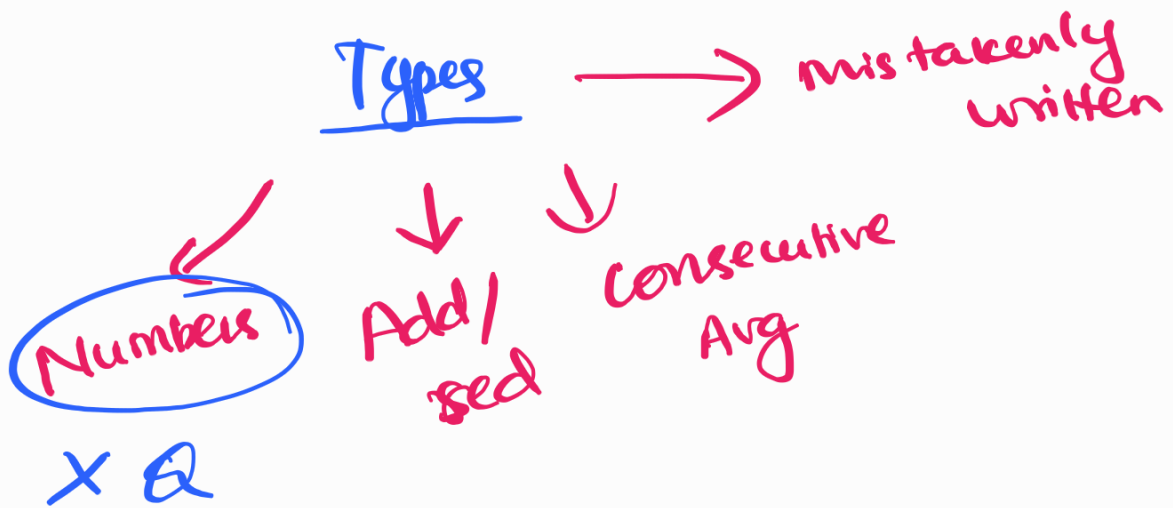 Types
mistakenly
written
Numbers
Add/
sed
Consecutive
Avg
X Q